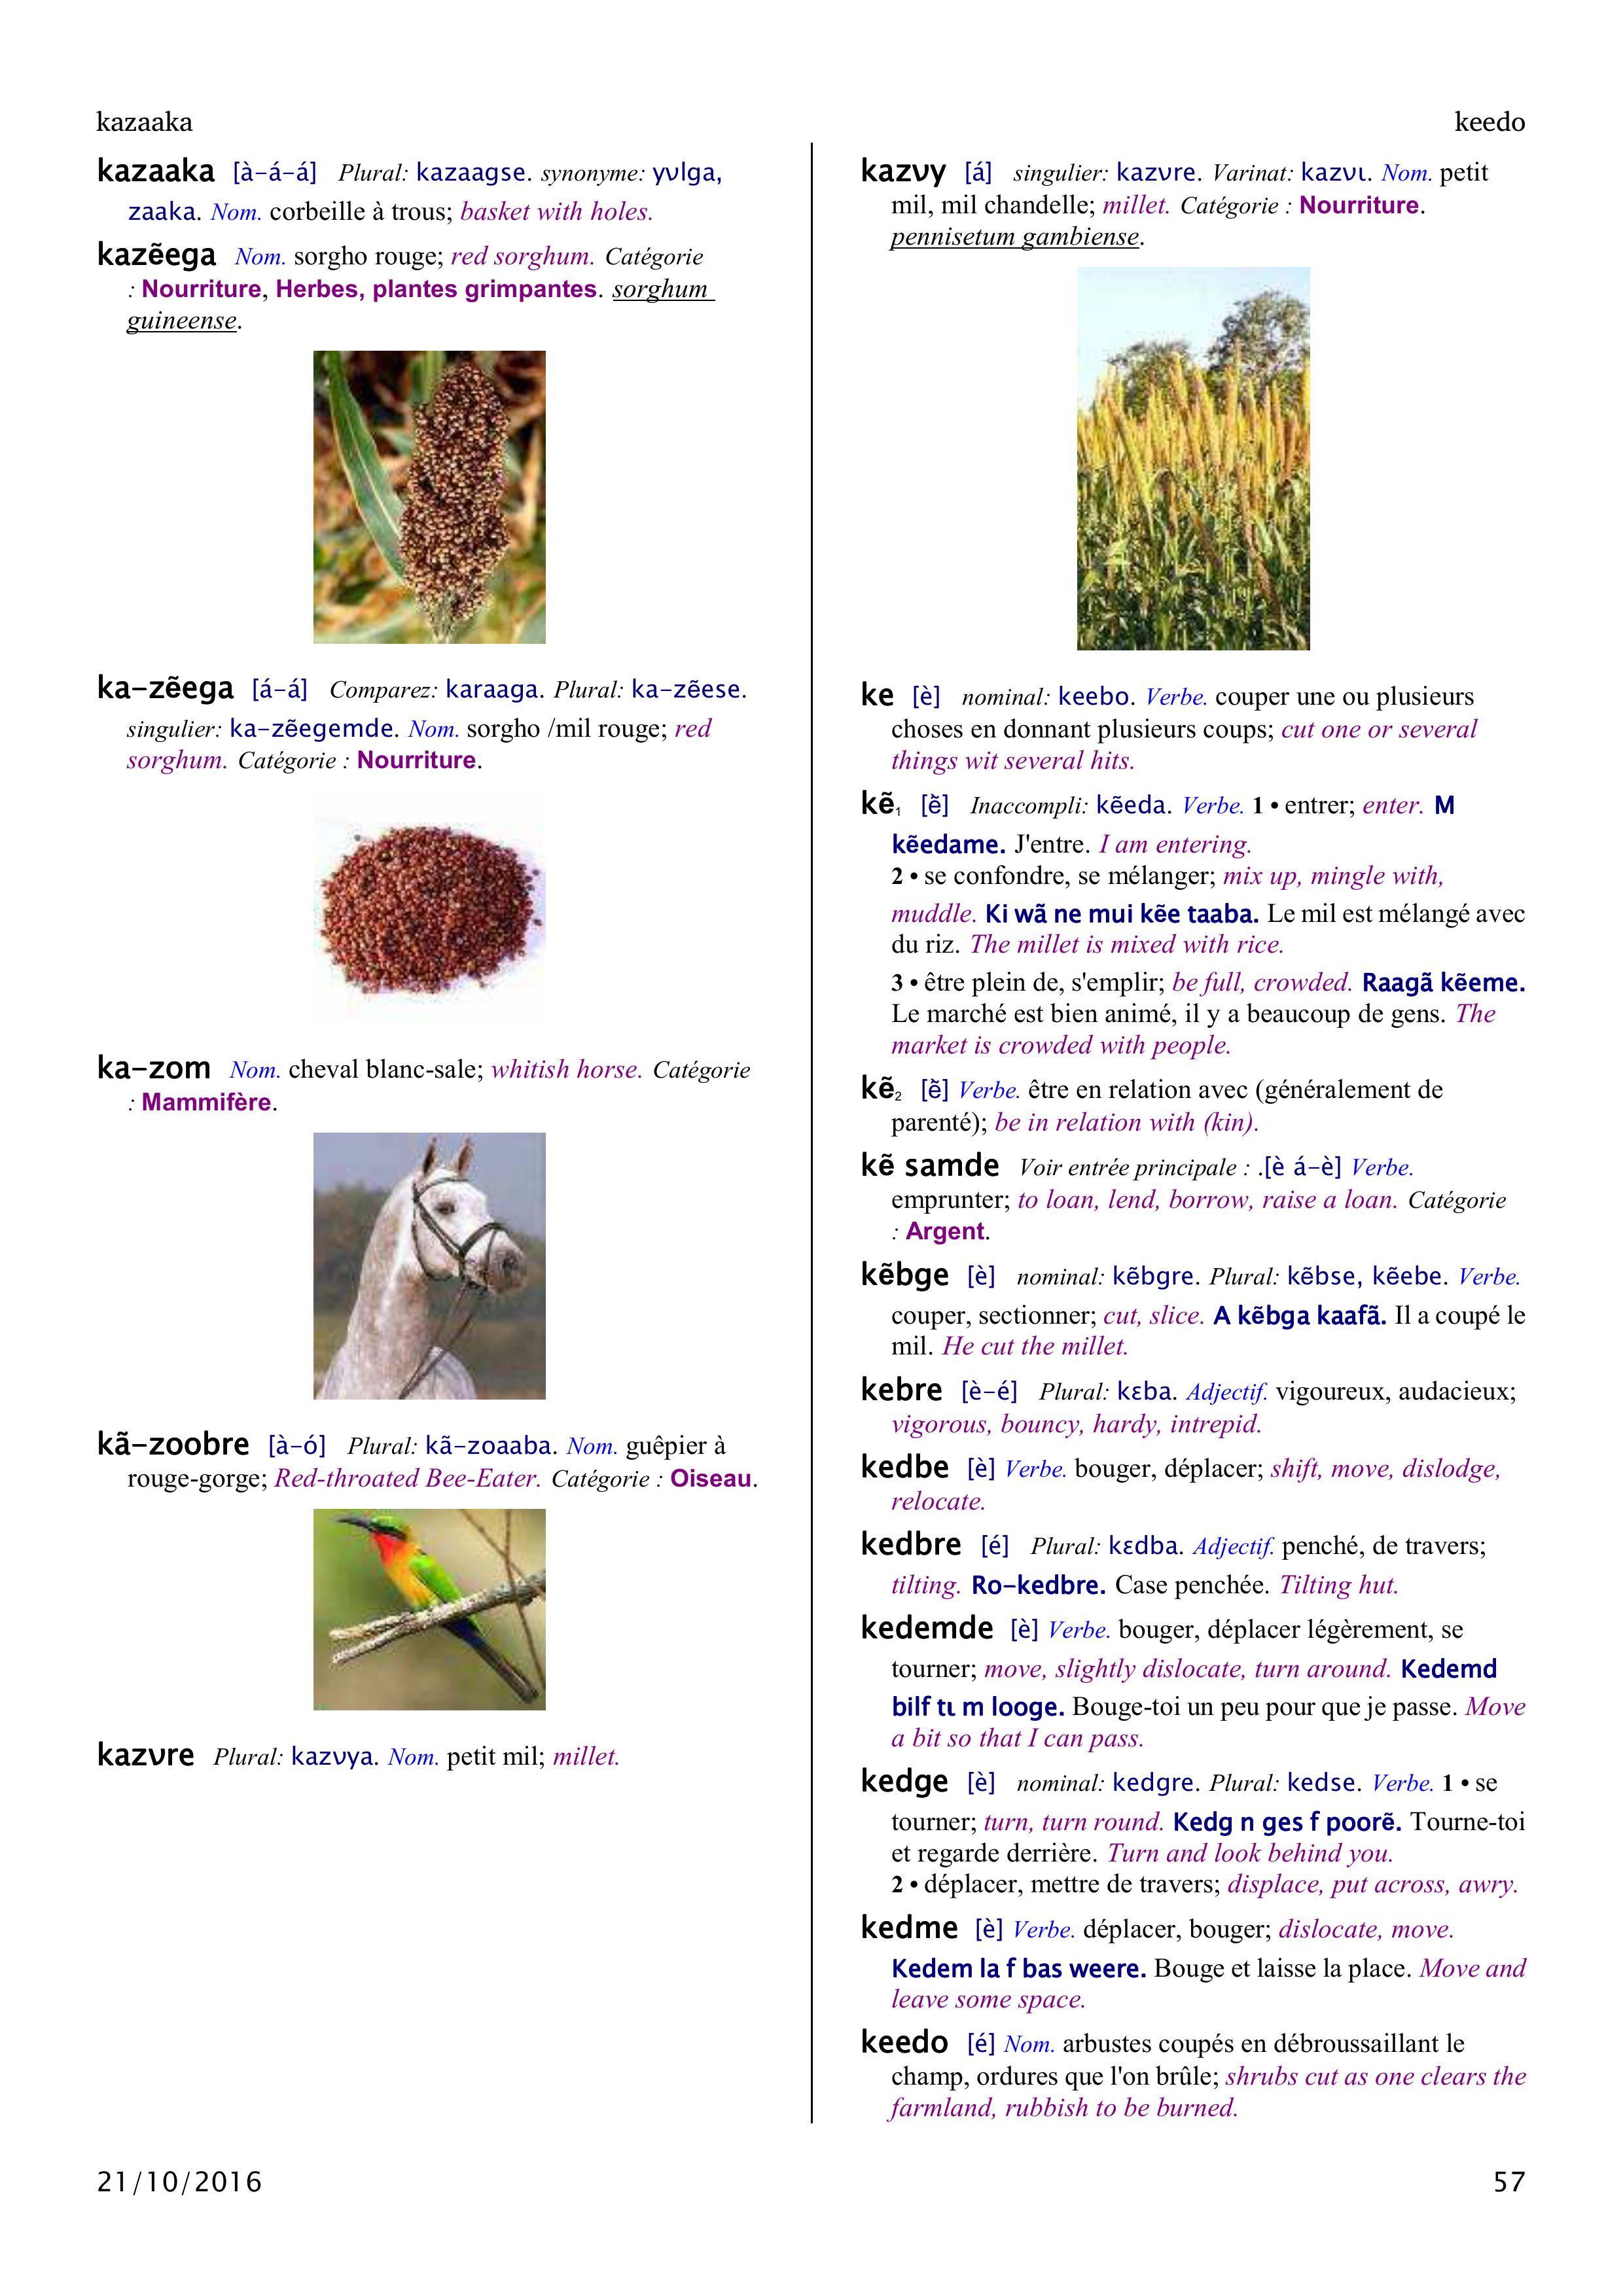 kazaaka
keedo
kazaaka [à-á-á] Plural: kazaagse. synonyme: yʋlga,
zaaka. Nom. corbeille à trous; basket with holes.
kazẽega Nom. sorgho rouge; red sorghum. Catégorie
: Nourriture, Herbes, plantes grimpantes. sorghum
guineense.
ka-zẽega [á-á] Comparez: karaaga. Plural: ka-zẽese.
singulier: ka-zẽegemde. Nom. sorgho /mil rouge; red
sorghum. Catégorie : Nourriture.
ka-zom Nom. cheval blanc-sale; whitish horse. Catégorie
: Mammifère.
kã-zoobre [à-ó] Plural: kã-zoaaba. Nom. guêpier à
rouge-gorge; Red-throated Bee-Eater. Catégorie : Oiseau.
kazʋre Plural: kazʋya. Nom. petit mil; millet.
kazʋy [á] singulier: kazʋre. Varinat: kazʋɩ. Nom. petit
mil, mil chandelle; millet. Catégorie : Nourriture.
pennisetum gambiense.
ke [è] nominal: keebo. Verbe. couper une ou plusieurs
choses en donnant plusieurs coups; cut one or several
things wit several hits.
kẽ₁ [ẽ̀] Inaccompli: kẽeda. Verbe. 1 • entrer; enter. M
kẽedame. J'entre. I am entering.
2 • se confondre, se mélanger; mix up, mingle with,
muddle. Ki wã ne mui kẽe taaba. Le mil est mélangé avec
du riz. The millet is mixed with rice.
3 • être plein de, s'emplir; be full, crowded. Raagã kẽeme.
Le marché est bien animé, il y a beaucoup de gens. The
market is crowded with people.
kẽ₂ [ẽ̀] Verbe. être en relation avec (généralement de
parenté); be in relation with (kin).
kẽ samde Voir entrée principale : .[è á-è] Verbe.
emprunter; to loan, lend, borrow, raise a loan. Catégorie
: Argent.
kẽbge [è] nominal: kẽbgre. Plural: kẽbse, kẽebe. Verbe.
couper, sectionner; cut, slice. A kẽbga kaafã. Il a coupé le
mil. He cut the millet.
kebre [è-é] Plural: kɛba. Adjectif. vigoureux, audacieux;
vigorous, bouncy, hardy, intrepid.
kedbe [è] Verbe. bouger, déplacer; shift, move, dislodge,
relocate.
kedbre [é] Plural: kɛdba. Adjectif. penché, de travers;
tilting. Ro-kedbre. Case penchée. Tilting hut.
kedemde [è] Verbe. bouger, déplacer légèrement, se
tourner; move, slightly dislocate, turn around. Kedemd
bilf tɩ m looge. Bouge-toi un peu pour que je passe. Move
a bit so that I can pass.
kedge [è] nominal: kedgre. Plural: kedse. Verbe. 1 • se
tourner; turn, turn round. Kedg n ges f poorẽ. Tourne-toi
et regarde derrière. Turn and look behind you.
2 • déplacer, mettre de travers; displace, put across, awry.
kedme [è] Verbe. déplacer, bouger; dislocate, move.
Kedem la f bas weere. Bouge et laisse la place. Move and
leave some space.
keedo [é] Nom. arbustes coupés en débroussaillant le
champ, ordures que l'on brûle; shrubs cut as one clears the
farmland, rubbish to be burned.
21/10/2016
57